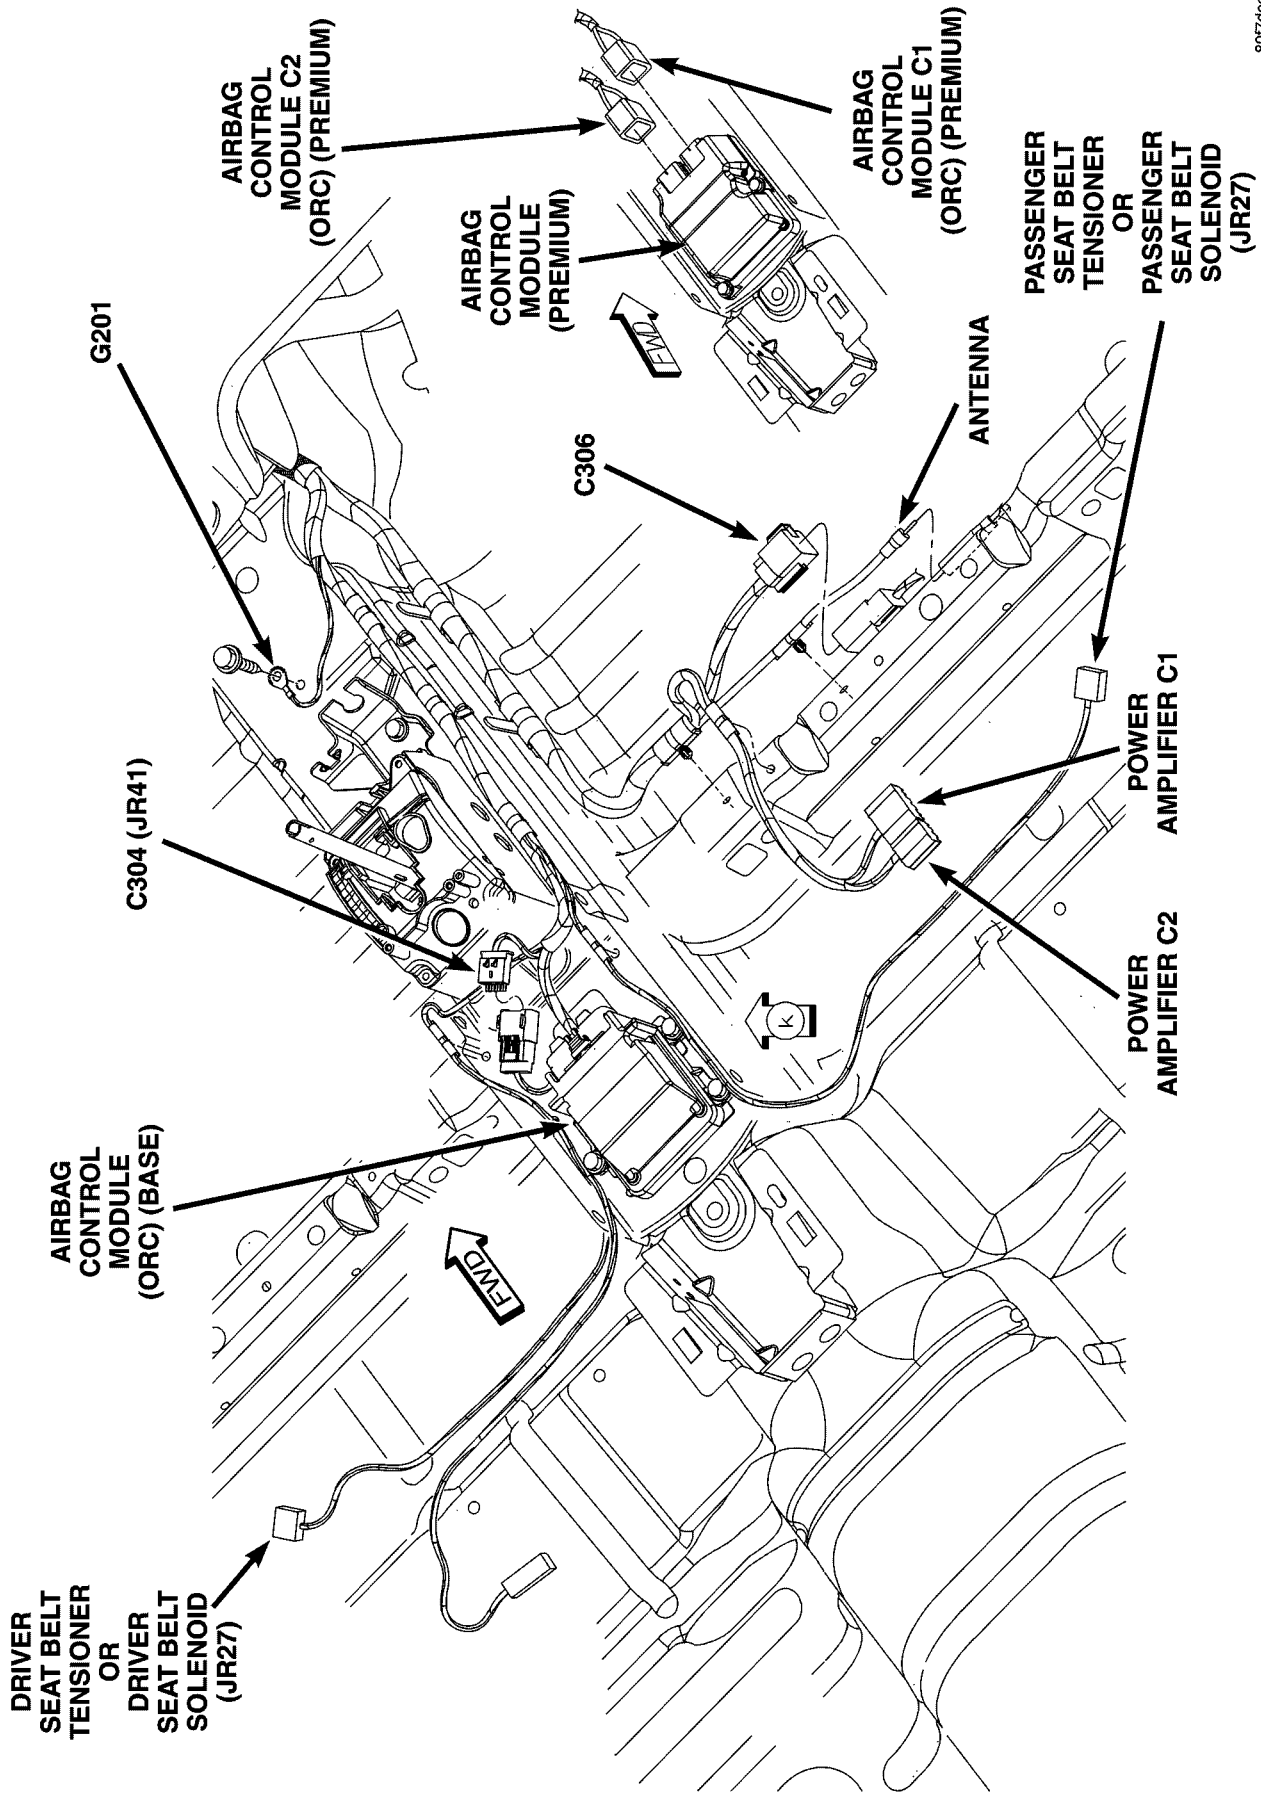 DRIVER
SEAT BELT
TENSIONER
OR
DRIVER
SEAT BELT
SOLENOID
(JR27)
AIRBAG
CONTROL
MODULE
(ORC) (BASE)
C304 (JR41)
G201
AIRBAG
CONTROL
MODULE C2
(ORC) (PREMIUM)
AIRBAG
CONTROL
MODULE
(PREMIUM)
AIRBAG
CONTROL
MODULE C1
(ORC) (PREMIUM)
FWD
FWD
C306
ANTENNA
k
PASSENGER
SEAT BELT
TENSIONER
OR
PASSENGER
SEAT BELT
SOLENOID
(JR27)
POWER
AMPLIFIER C1
POWER
AMPLIFIER C2